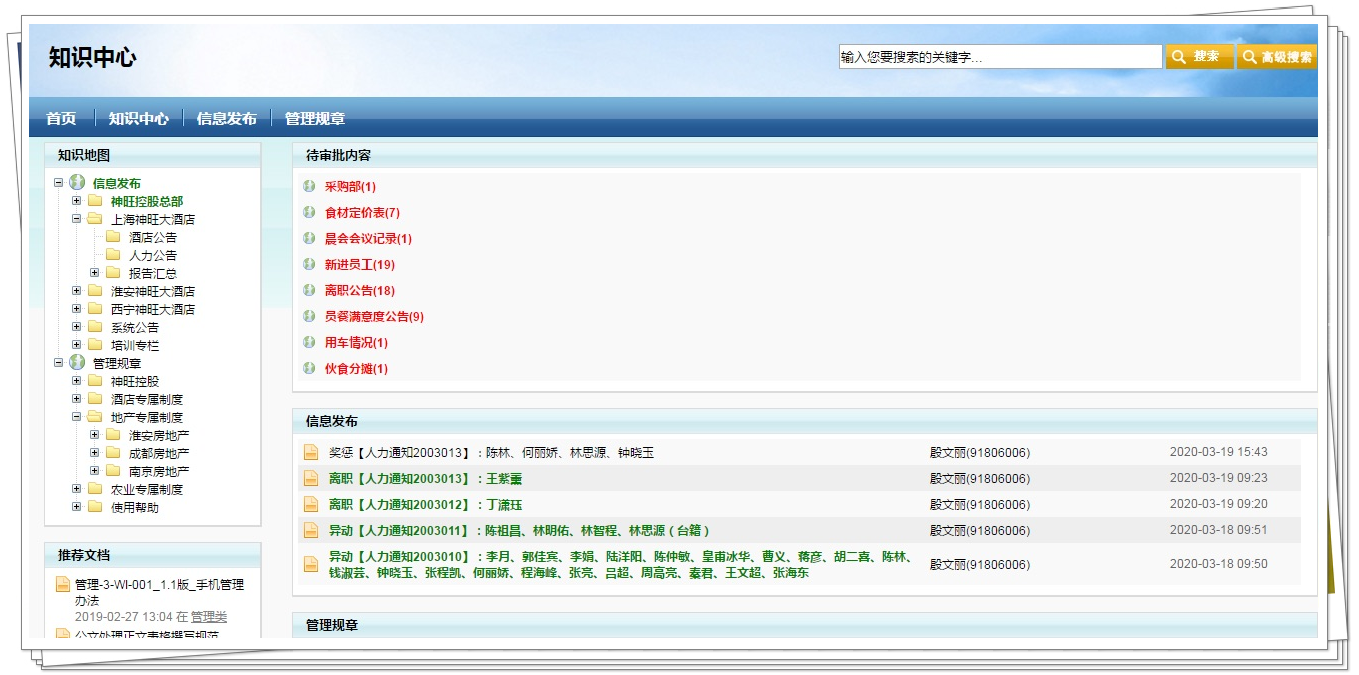 知识中心
输入您要搜索的关键字...
搜索
高级搜索
首页
知识中心
信息发布
管理规章
知识地图
信息发布
神旺控股总部
上海神旺大酒店
酒店公告
人力公告
报告汇总
淮安神旺大酒店
西宁神旺大酒店
系统公告
培训专栏
管理规章
神旺控股
酒店专属制度
地产专属制度
淮安房地产
成都房地产
南京房地产
农业专属制度
使用帮助
推荐文档
管理-3-WI-001_1.1版_手机管理
办法
2019-02-27 13:04 在 管理类
公文处理正文表格撰写规范
待审批内容
采购部(1)
食材定价表(7)
晨会会议记录(1)
新进员工(19)
离职公告(18)
员餐满意度公告(9)
用车情况(1)
伙食分摊(1)
信息发布
奖惩【人力通知2003013】：陈林、何丽娇、林思源、钟晓玉 殷文丽(91806006) 2020-03-19 15:43
离职【人力通知2003013】：王紫薰 殷文丽(91806006) 2020-03-19 09:23
离职【人力通知2003012】：丁潇珏 殷文丽(91806006) 2020-03-19 09:20
异动【人力通知2003011】：陈祖昌、林明佑、林智程、林思源（台籍） 殷文丽(91806006) 2020-03-18 09:51
异动【人力通知2003010】：李月、郭佳宾、李娟、陆洋阳、陈仲敏、皇甫冰华、曹义、蒋彦、胡二喜、陈林、
钱淑芸、钟晓玉、张程凯、何丽娇、程海峰、张亮、吕超、周高亮、秦君、王文超、张海东 殷文丽(91806006) 2020-03-18 09:50
管理规章